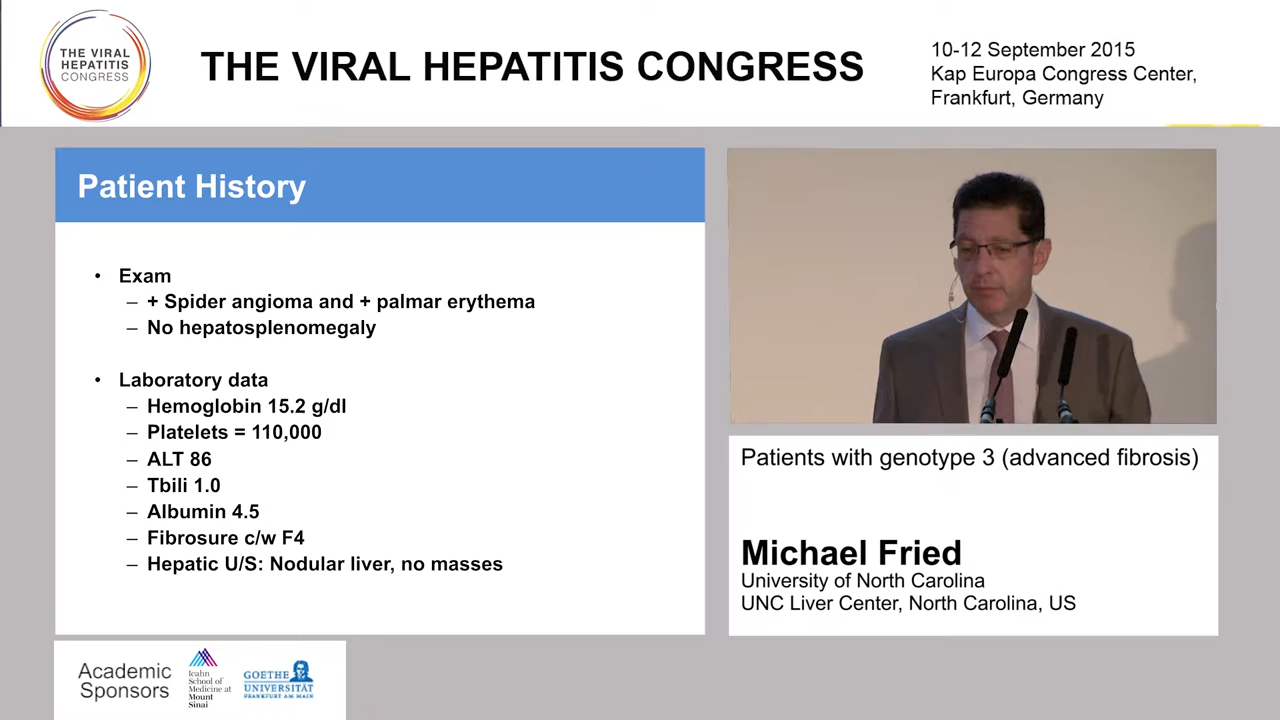 THE VIRAL
HEPATITIS
CONGRESS
THE VIRAL HEPATITIS CONGRESS
10-12 September 2015
Kap Europa Congress Center,
Frankfurt, Germany
Patient History
• Exam
– + Spider angioma and + palmar erythema
– No hepatosplenomegaly
• Laboratory data
– Hemoglobin 15.2 g/dl
– Platelets = 110,000
– ALT 86
– Tbili 1.0
– Albumin 4.5
– Fibrosure c/w F4
– Hepatic U/S: Nodular liver, no masses
Patients with genotype 3 (advanced fibrosis)
Michael Fried
University of North Carolina
UNC Liver Center, North Carolina, US
Academic
Sponsors
Icahn
School of
Medicine at
Mount
Sinai
GOETHE
UNIVERSITÄT
FRANKFURT AM MAIN